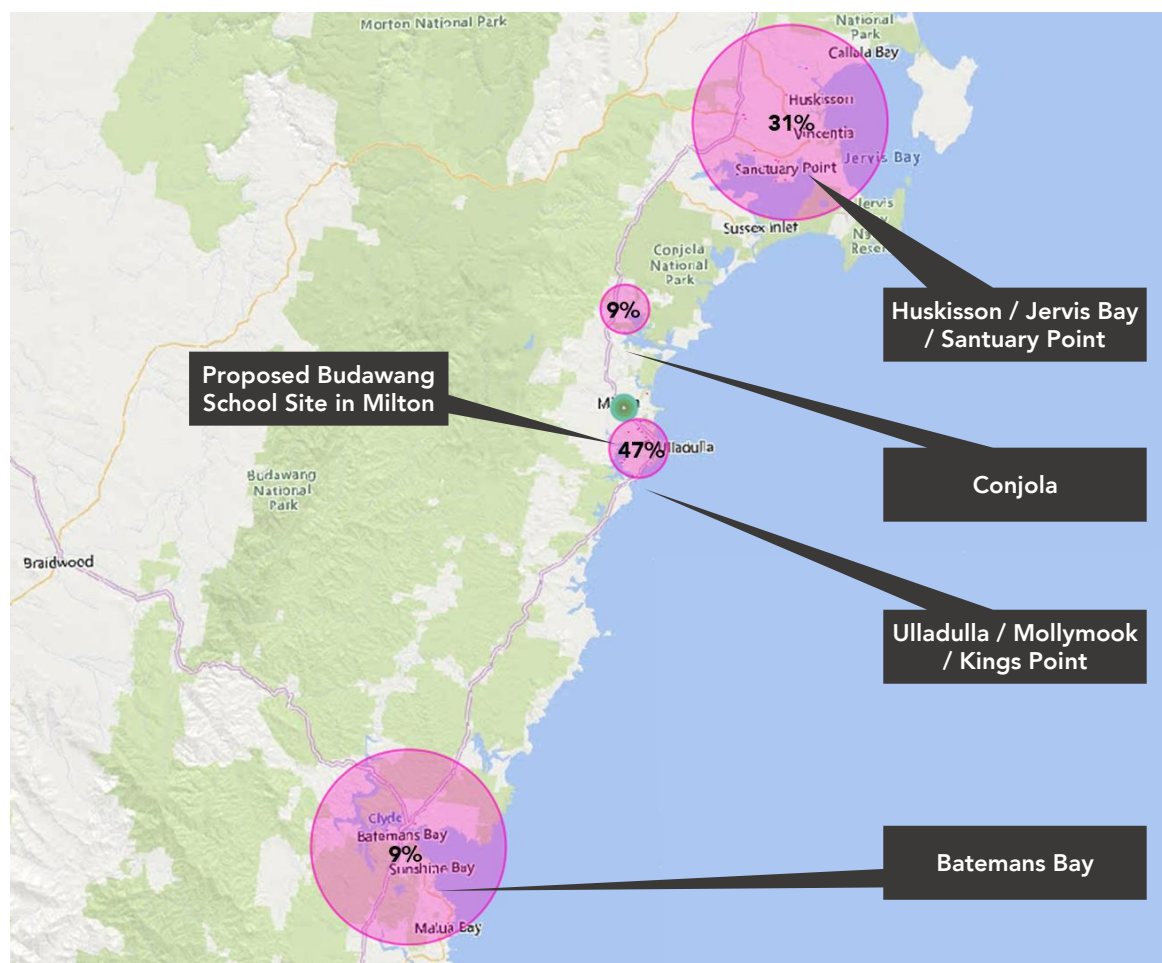 Morton National Park
National
Park
Callala Bay
Huskisson
31%
Vincentia
Sanctuary Point
Jervis Bay
Jervis
Reserve
Sussex Inlet
Conjola
National
Park
Huskisson / Jervis Bay
/ Santuary Point
9%
Proposed Budawang
School Site in Milton
47%
Ulladulla
Conjola
Budawang
National
Park
Braidwood
Ulladulla / Mollymook
/ Kings Point
Clyde
Batemans Bay
9%
Sunshine Bay
Batemans Bay
Malua Bay